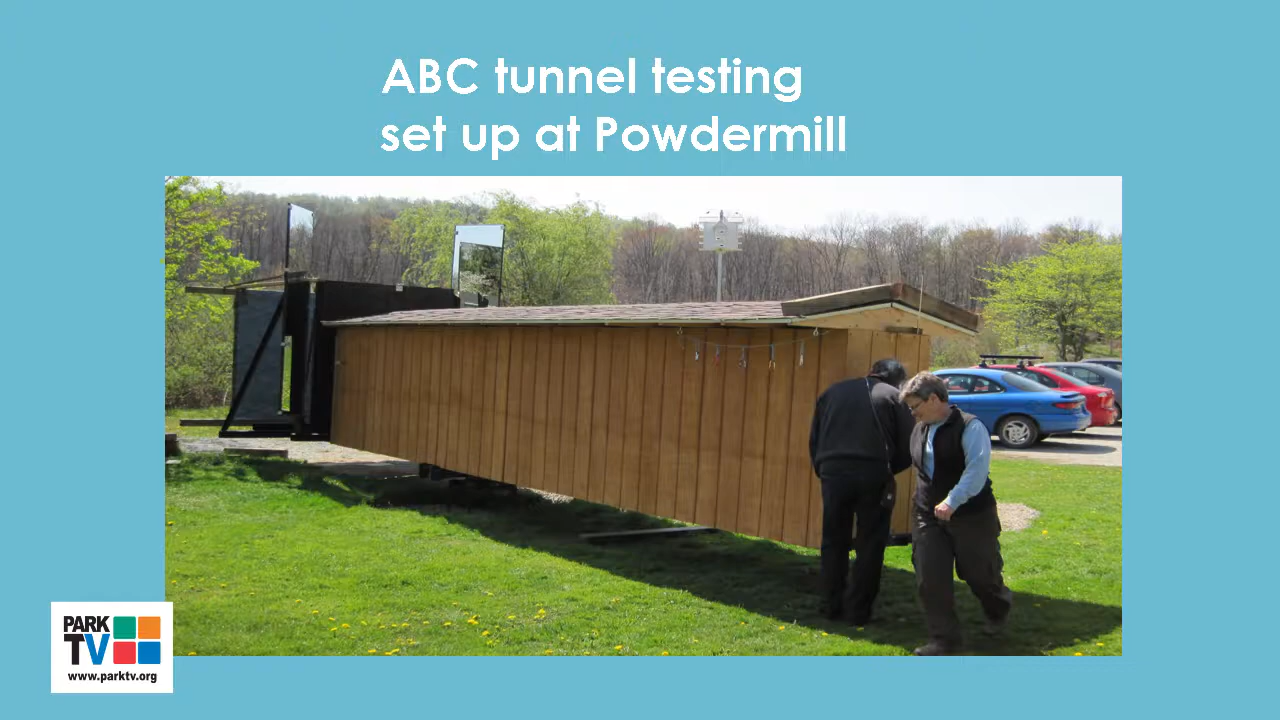 ABC tunnel testing
set up at Powdermill
PARK
TV
www.parktv.org